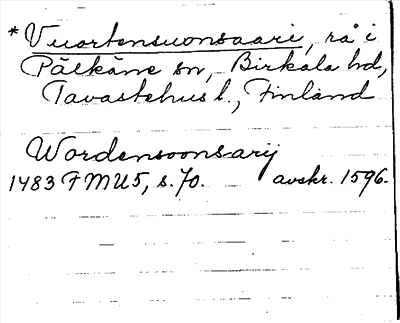 *Vuortensuonsaari, rå i
Pälkäne sn, Birkala hd,
Tavastehus l., Finland
Wordensoonsarij
1483 FMU5, s. 70. avskr. 1596.